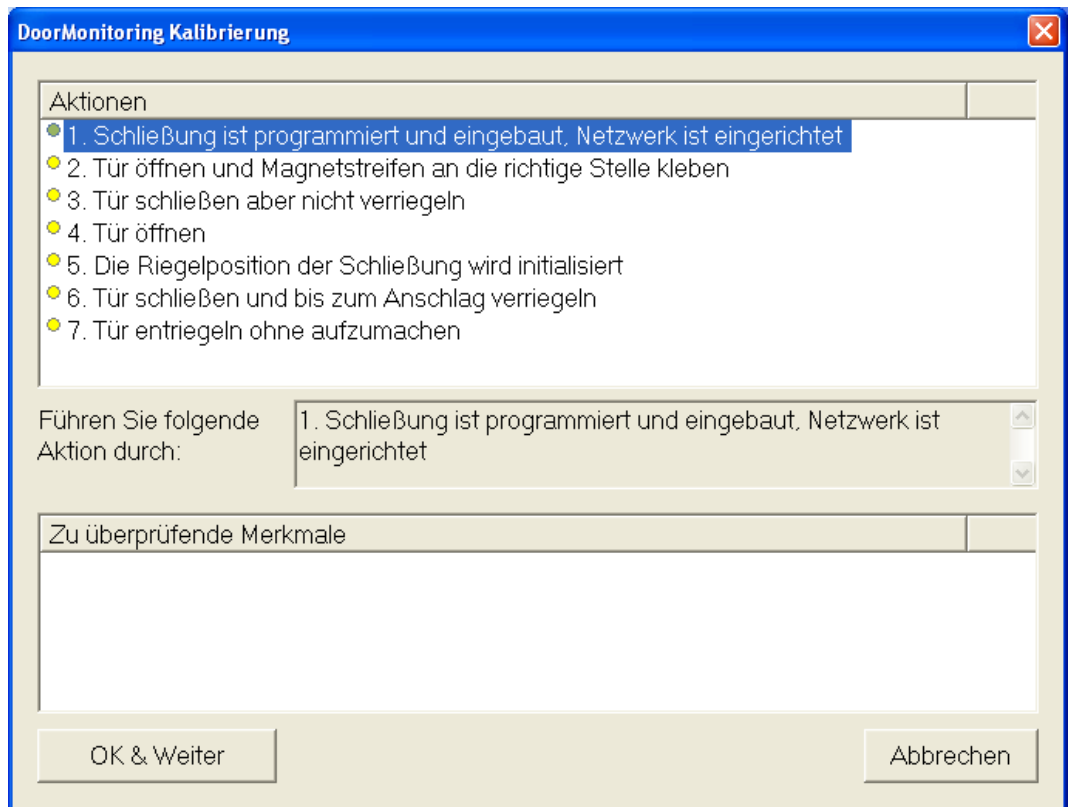 DoorMonitoring Kalibrierung
Aktionen
1. Schließung ist programmiert und eingebaut, Netzwerk ist eingerichtet
2. Tür öffnen und Magnetstreifen an die richtige Stelle kleben
3. Tür schließen aber nicht verriegeln
4. Tür öffnen
5. Die Riegelposition der Schließung wird initialisiert
6. Tür schließen und bis zum Anschlag verriegeln
7. Tür entriegeln ohne aufzumachen
Führen Sie folgende
Aktion durch:
1. Schließung ist programmiert und eingebaut, Netzwerk ist
eingerichtet
Zu überprüfende Merkmale
OK & Weiter
Abbrechen